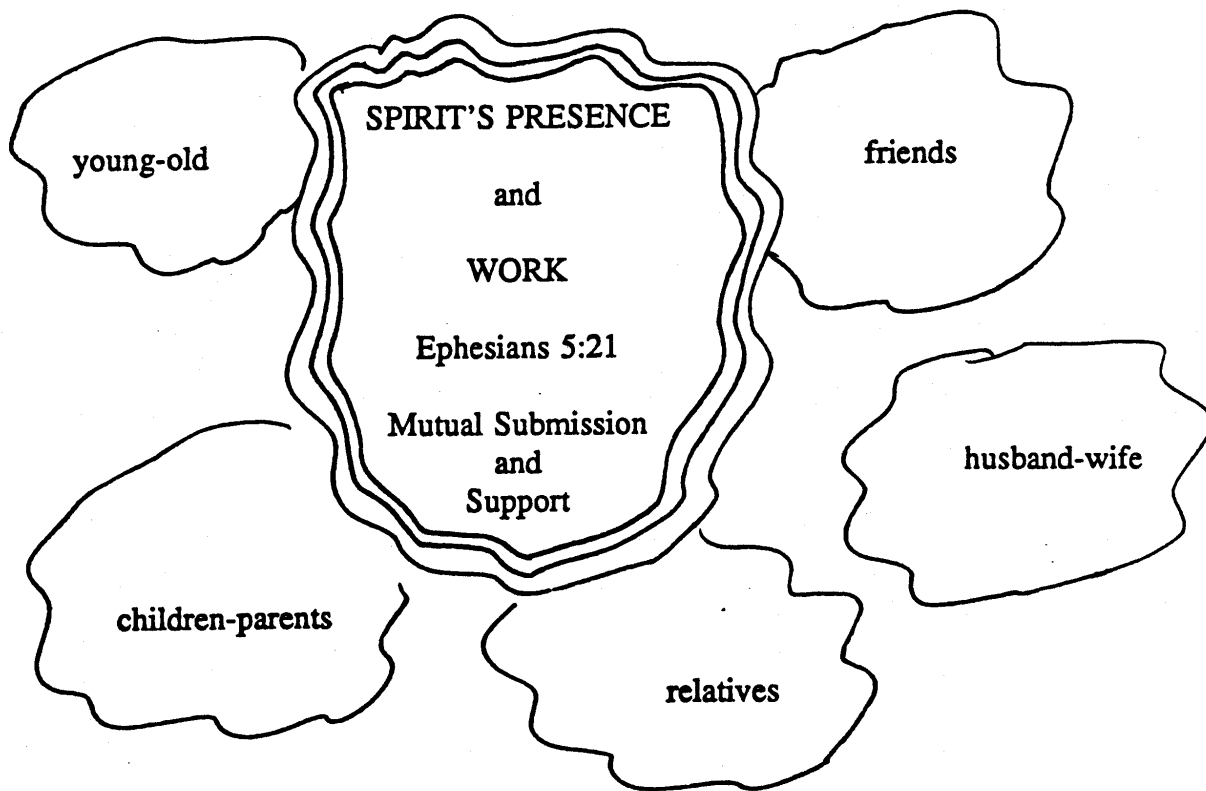 SPIRIT'S PRESENCE
and
WORK
Ephesians 5:21
Mutual Submission
and
Support
young-old
friends
husband-wife
children-parents
relatives